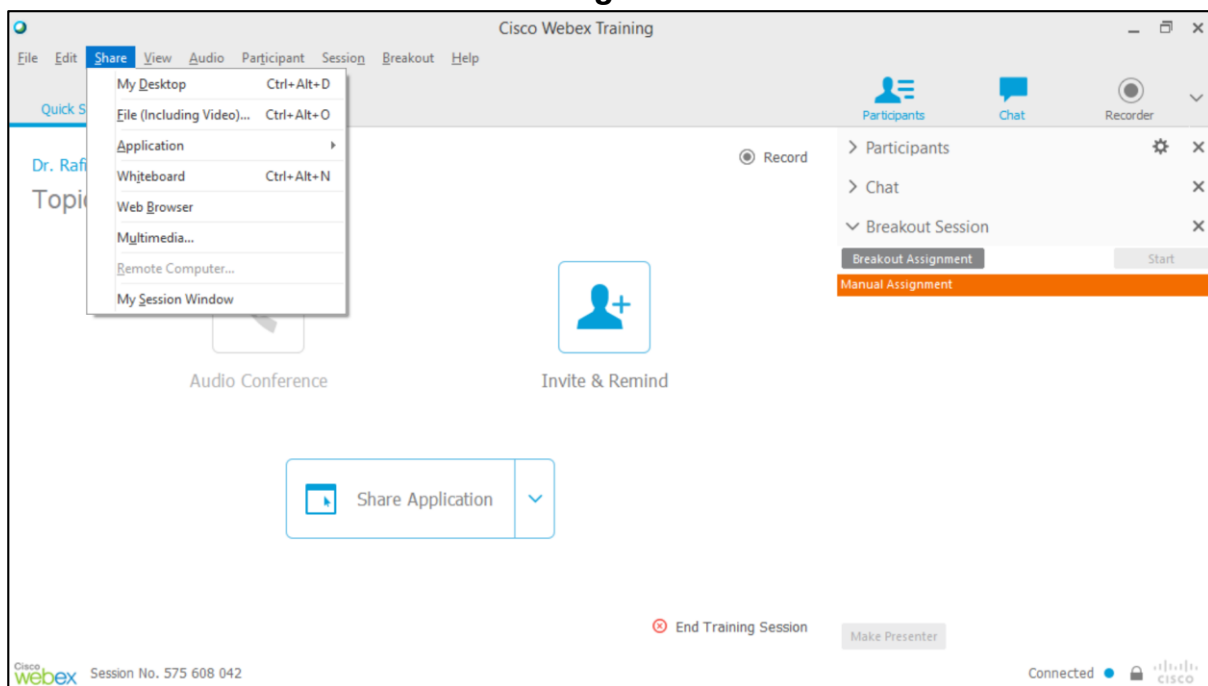 Cisco Webex Training
File Edit Share View Audio Participant Session Breakout Help
My Desktop Ctrl+Alt+D
File (Including Video)... Ctrl+Alt+O
Application
Whiteboard Ctrl+Alt+N
Web Browser
Multimedia...
Remote Computer...
My Session Window
Quick S
Participants Chat Recorder
Dr. Rafi
Topi
Record
Participants
Chat
Breakout Session
Breakout Assignment Start
Manual Assignment
Audio Conference Invite & Remind
Share Application
End Training Session
Make Presenter
Cisco webex Session No. 575 608 042 Connected CISCO